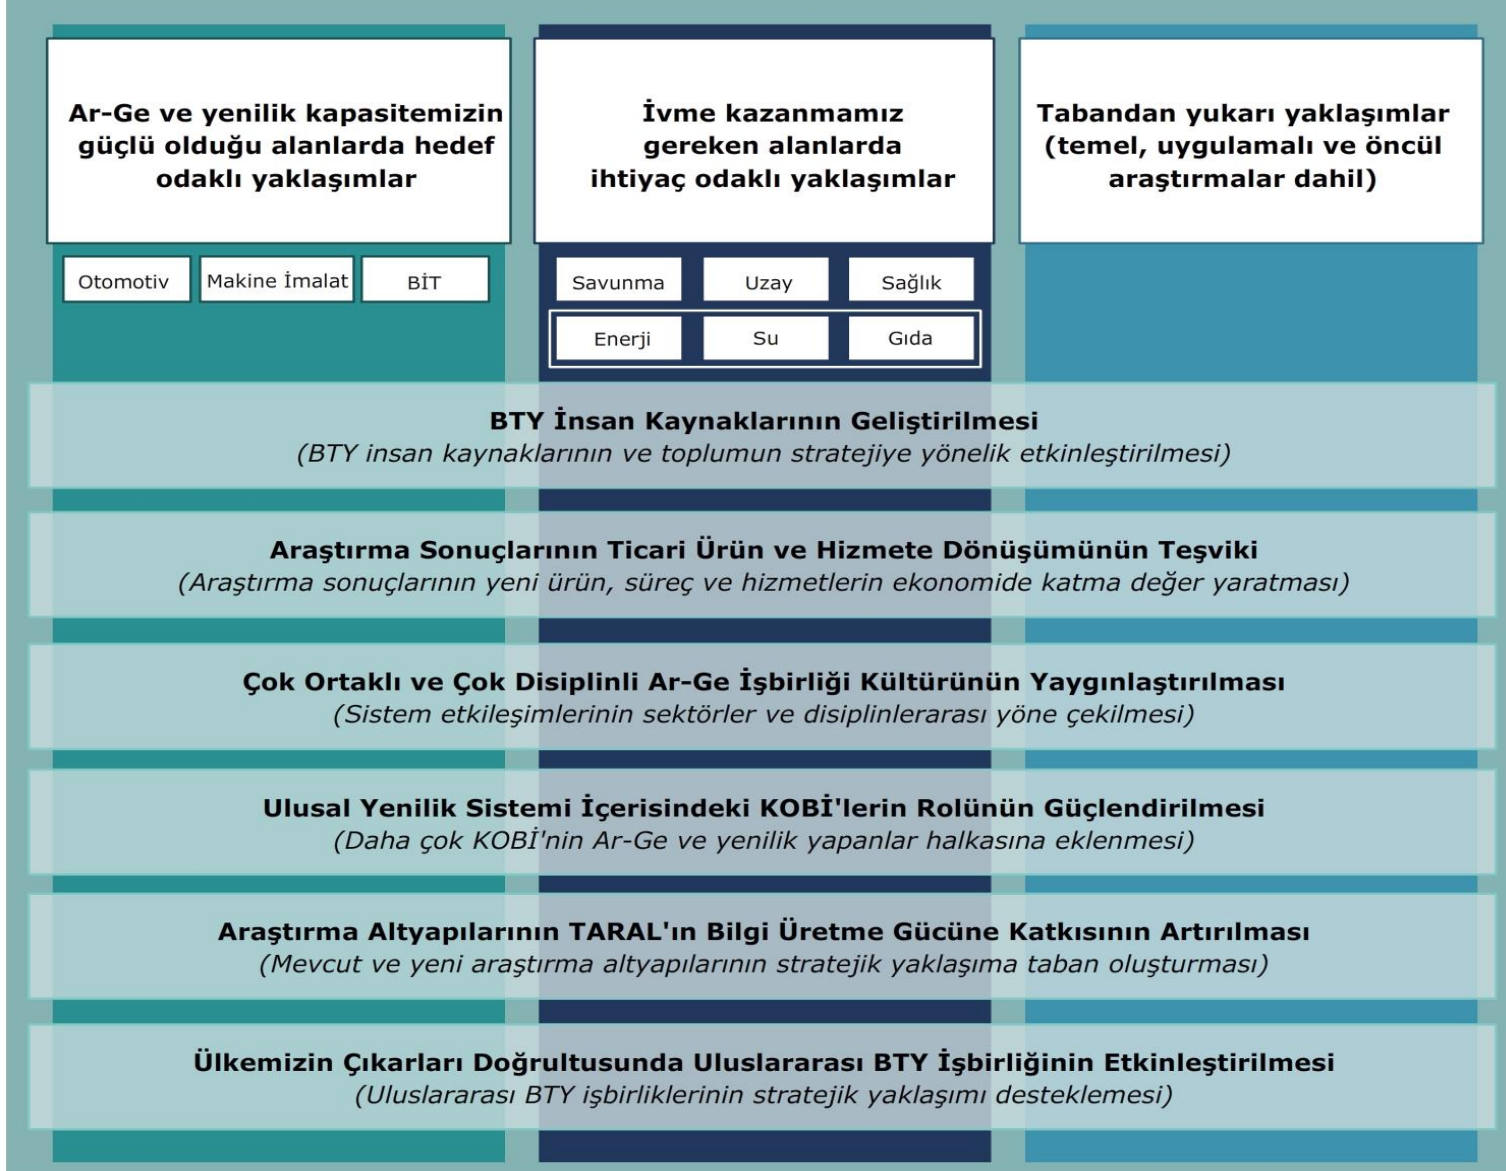 Ar-Ge ve yenilik kapasitemizin
güçlü olduğu alanlarda hedef
odaklı yaklaşımlar
İvme kazanmamız
gereken alanlarda
ihtiyaç odaklı yaklaşımlar
Tabandan yukarı yaklaşımlar
(temel, uygulamalı ve öncül
araştırmalar dahil)
Otomotiv
Makine İmalat
BİT
Savunma
Uzay
Sağlık
Enerji
Su
Gıda
BTY İnsan Kaynaklarının Geliştirilmesi
(BTY insan kaynaklarının ve toplumun stratejiye yönelik etkinleştirilmesi)
Araştırma Sonuçlarının Ticari Ürün ve Hizmete Dönüşümünün Teşviki
(Araştırma sonuçlarının yeni ürün, süreç ve hizmetlerin ekonomide katma değer yaratması)
Çok Ortaklı ve Çok Disiplinli Ar-Ge İşbirliği Kültürünün Yaygınlaştırılması
(Sistem etkileşimlerinin sektörler ve disiplinlerarası yöne çekilmesi)
Ulusal Yenilik Sistemi İçerisindeki KOBİ'lerin Rolünün Güçlendirilmesi
(Daha çok KOBİ'nin Ar-Ge ve yenilik yapanlar halkasına eklenmesi)
Araştırma Altyapılarının TARAL'ın Bilgi Üretme Gücüne Katkısının Artırılması
(Mevcut ve yeni araştırma altyapılarının stratejik yaklaşıma taban oluşturması)
Ülkemizin Çıkarları Doğrultusunda Uluslararası BTY İşbirliğinin Etkinleştirilmesi
(Uluslararası BTY işbirliklerinin stratejik yaklaşımı desteklemesi)